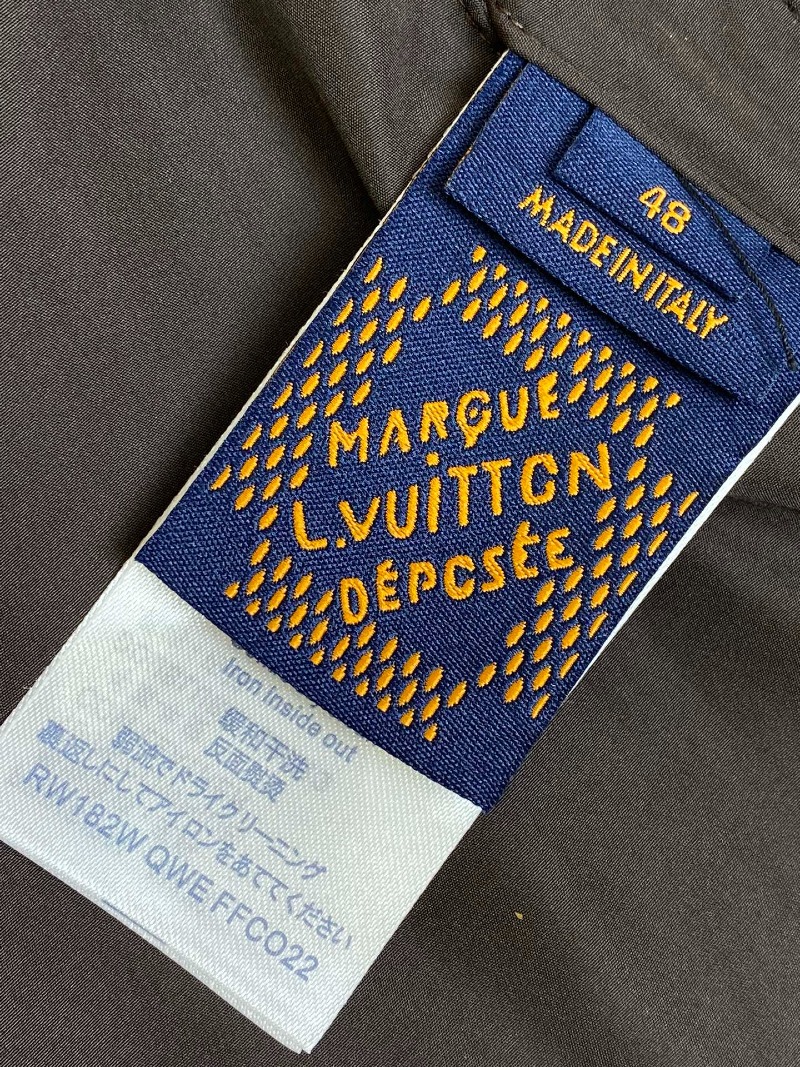 48
MADE IN ITALY
MARQUE
L.VUITTON
DÉPOSÉE
Iron inside out
缓和干洗
反面熨烫
弱流でドライクリーニング
裏返しにしてアイロンをあててください
RW182W QWE FFCO22